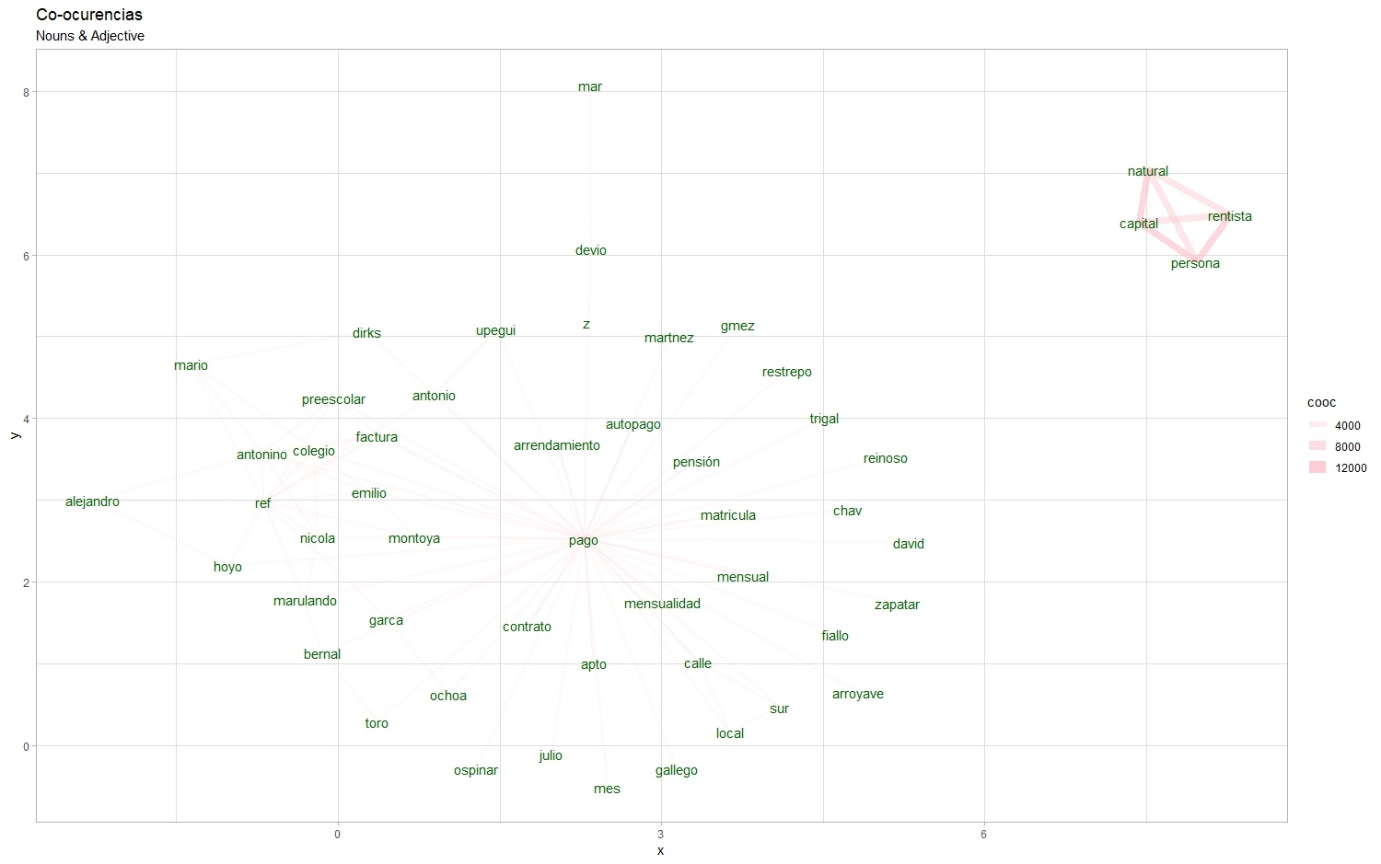 Co-ocurencias
Nouns & Adjective
mar
natural
rentista
capital
persona
devio
z
gmez
upegui
dirks
martnez
mario
restrepo
antonio
preescolar
trigal
autopago
factura
arrendamiento
colegio
antonino
pensión
reinoso
emilio
alejandro
ref
matricula
chav
nicola
montoya
pago
david
hoyo
mensual
marulando
mensualidad
zapatar
garca
contrato
fiallo
bernal
apto
calle
ochoa
arroyave
sur
toro
local
julio
ospinar
gallego
mes
8
6
4
2
0
y
0 3 6
x
cooc
4000
8000
12000